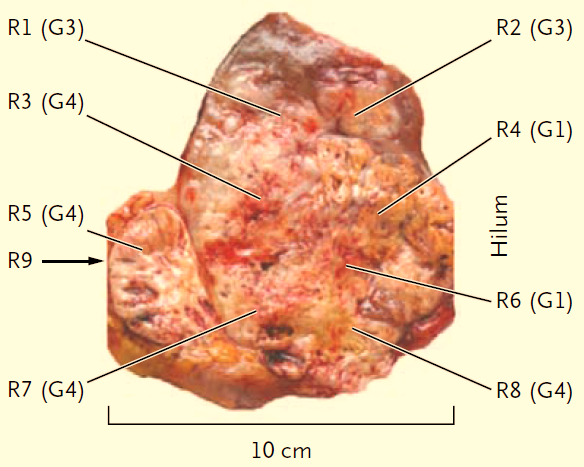 R1 (G3)
R2 (G3)
R3 (G4)
R4 (G1)
R5 (G4)
Hilum
R9
R6 (G1)
R7 (G4)
R8 (G4)
10 cm